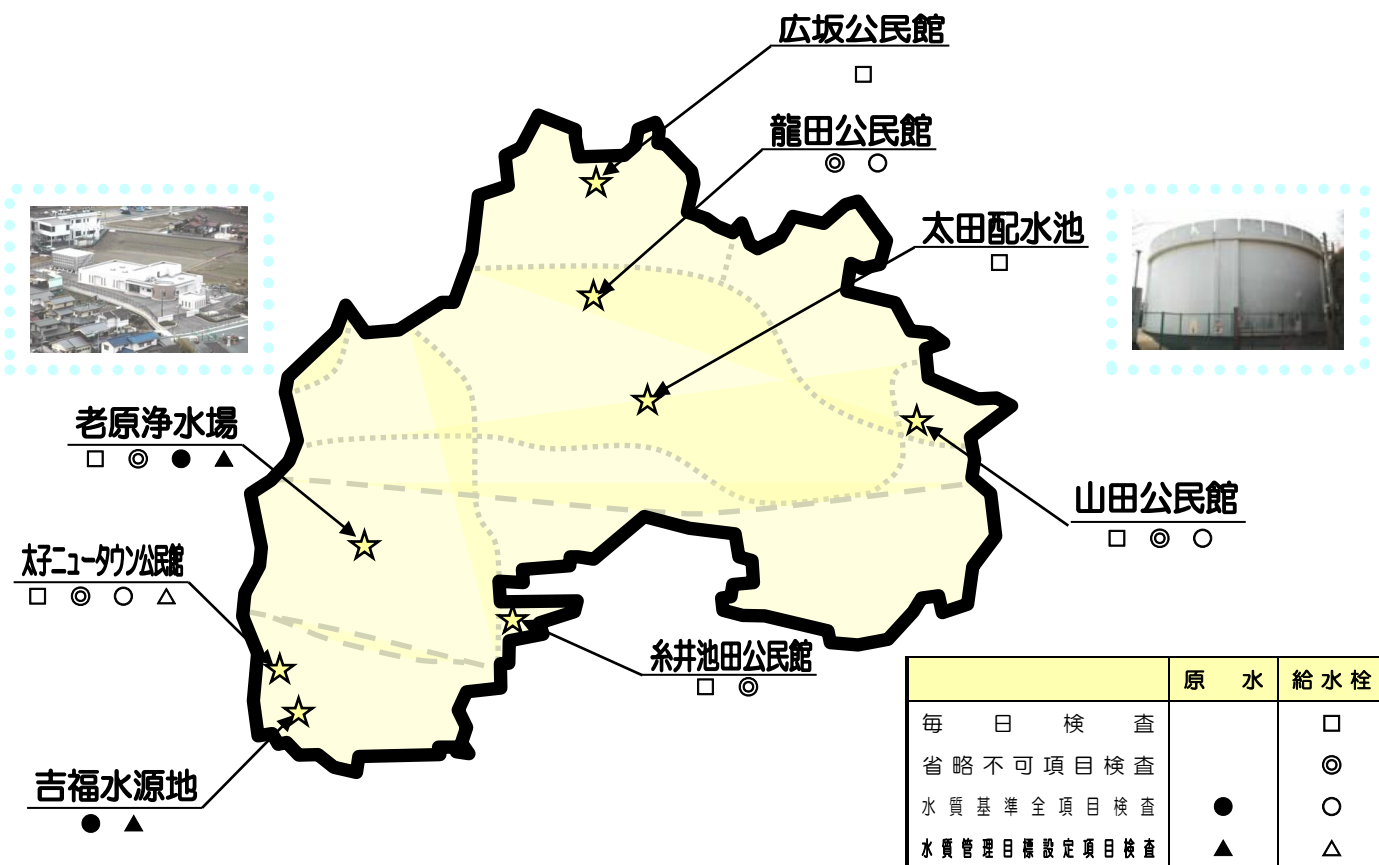 広坂公民館
□
龍田公民館
◎ ○
太田配水池
□
老原浄水場
□ ◎ ● ▲
山田公民館
□ ◎ ○
太子ニュータウン公民館
□ ◎ ○ △
糸井池田公民館
□ ◎
吉福水源地
● ▲
原水 給水栓
毎日検査 □
省略不可項目検査 ◎
水質基準全項目検査 ● ○
水質管理目標設定項目検査 ▲ △